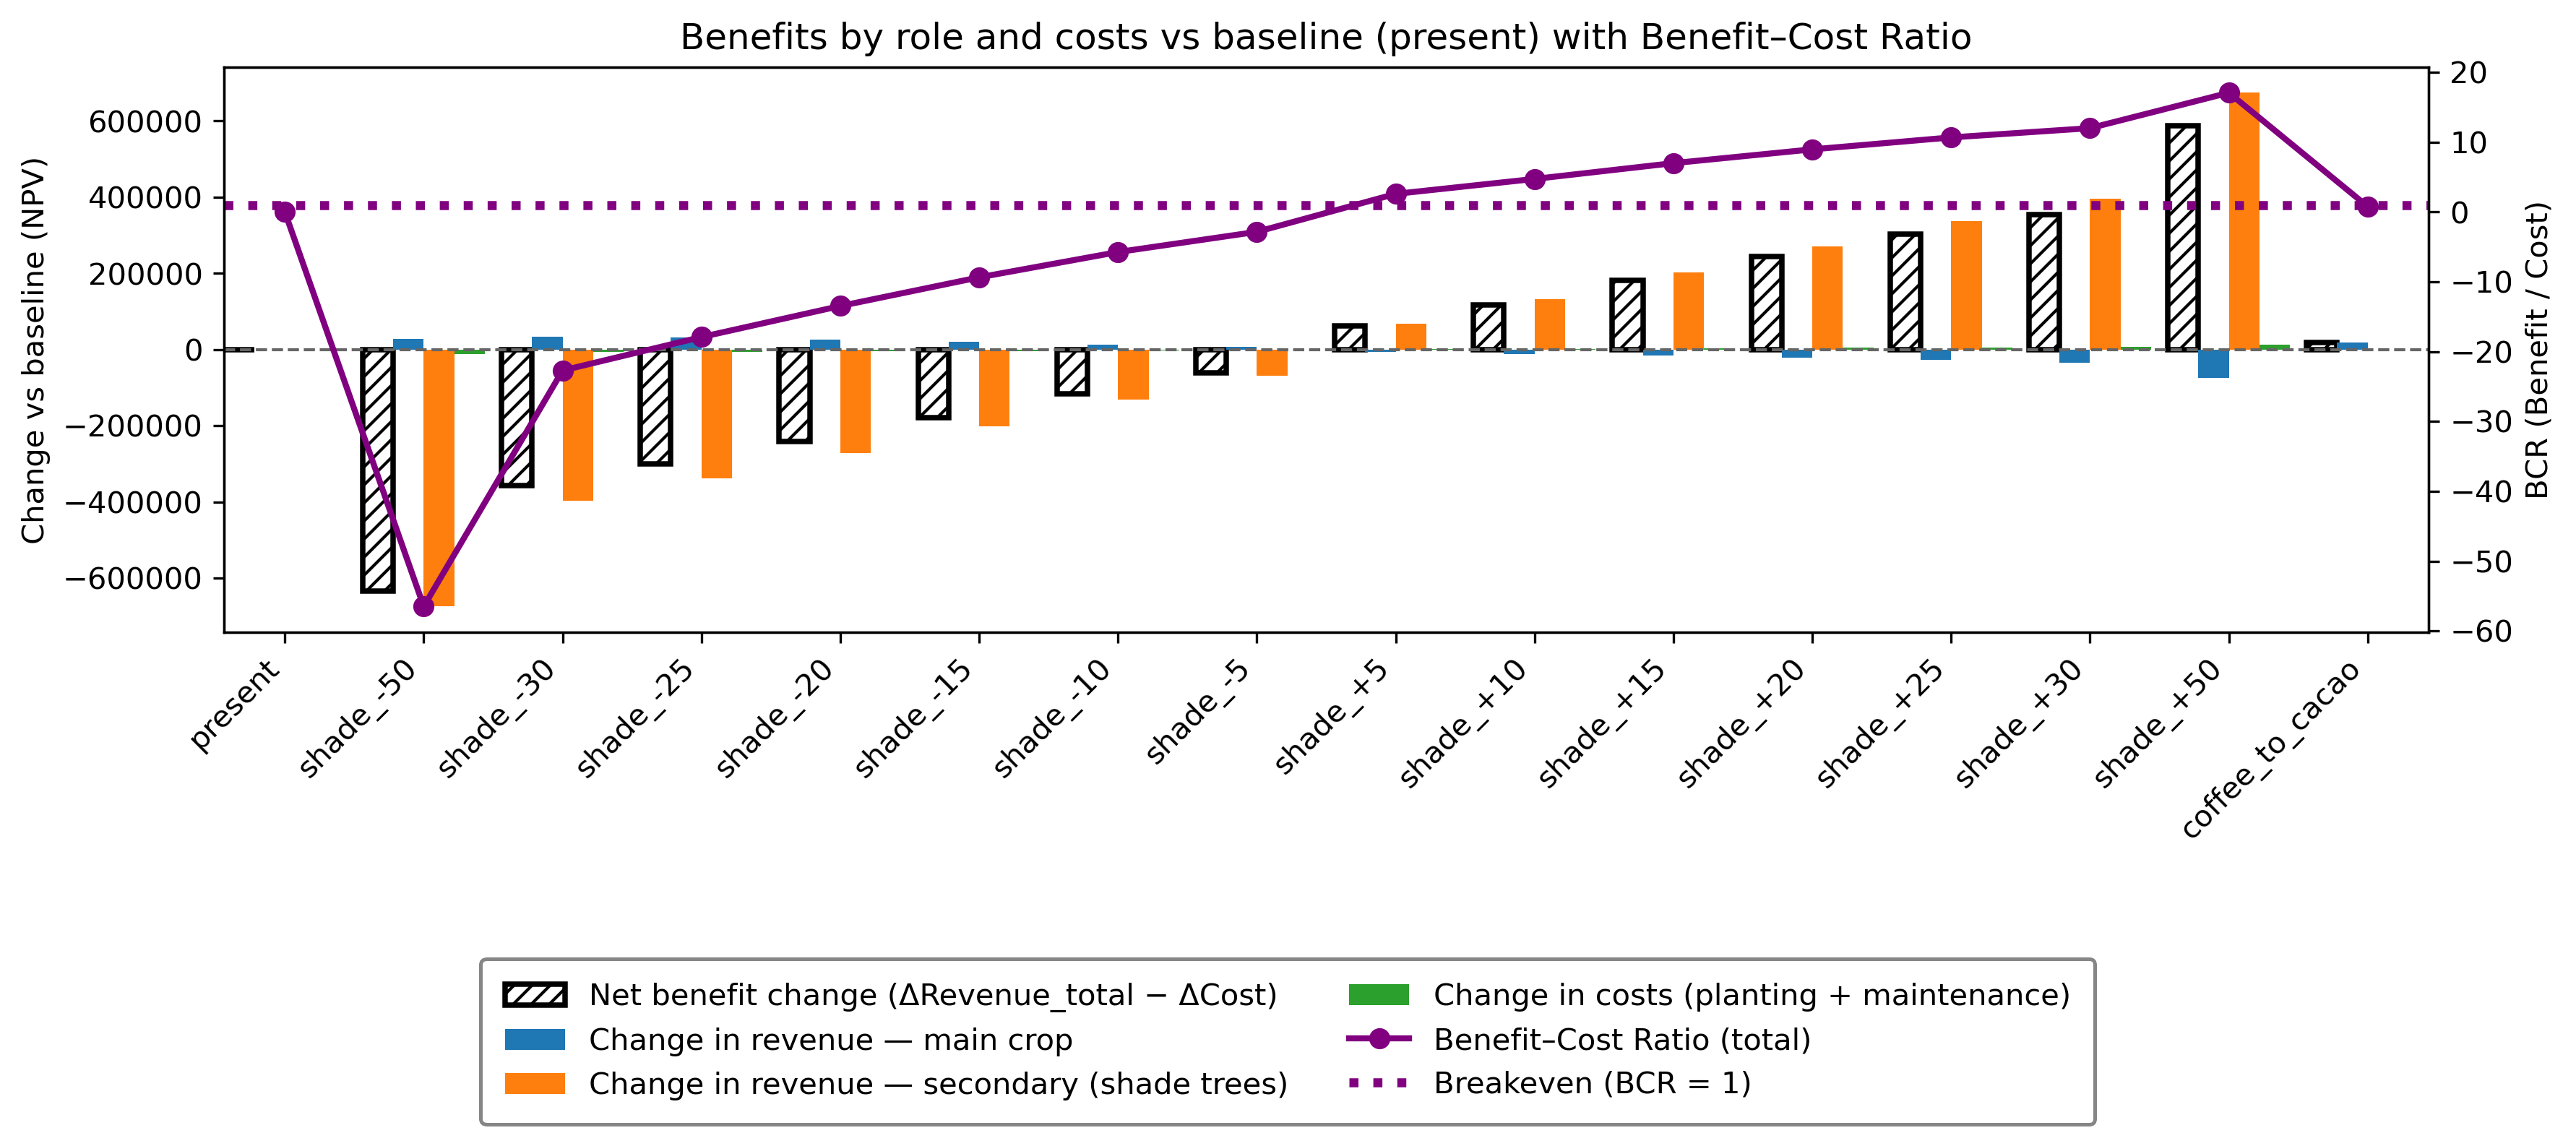 Benefits by role and costs vs baseline (present) with Benefit–Cost Ratio
Change vs baseline (NPV)
600000
400000
200000
0
−200000
−400000
−600000
20
10
0
−10
−20
−30
−40
−50
−60
BCR (Benefit / Cost)
present
shade_-50
shade_-30
shade_-25
shade_-20
shade_-15
shade_-10
shade_-5
shade_+5
shade_+10
shade_+15
shade_+20
shade_+25
shade_+30
shade_+50
coffee_to_cacao
Net benefit change (ΔRevenue_total − ΔCost)
Change in revenue — main crop
Change in revenue — secondary (shade trees)
Change in costs (planting + maintenance)
Benefit–Cost Ratio (total)
Breakeven (BCR = 1)